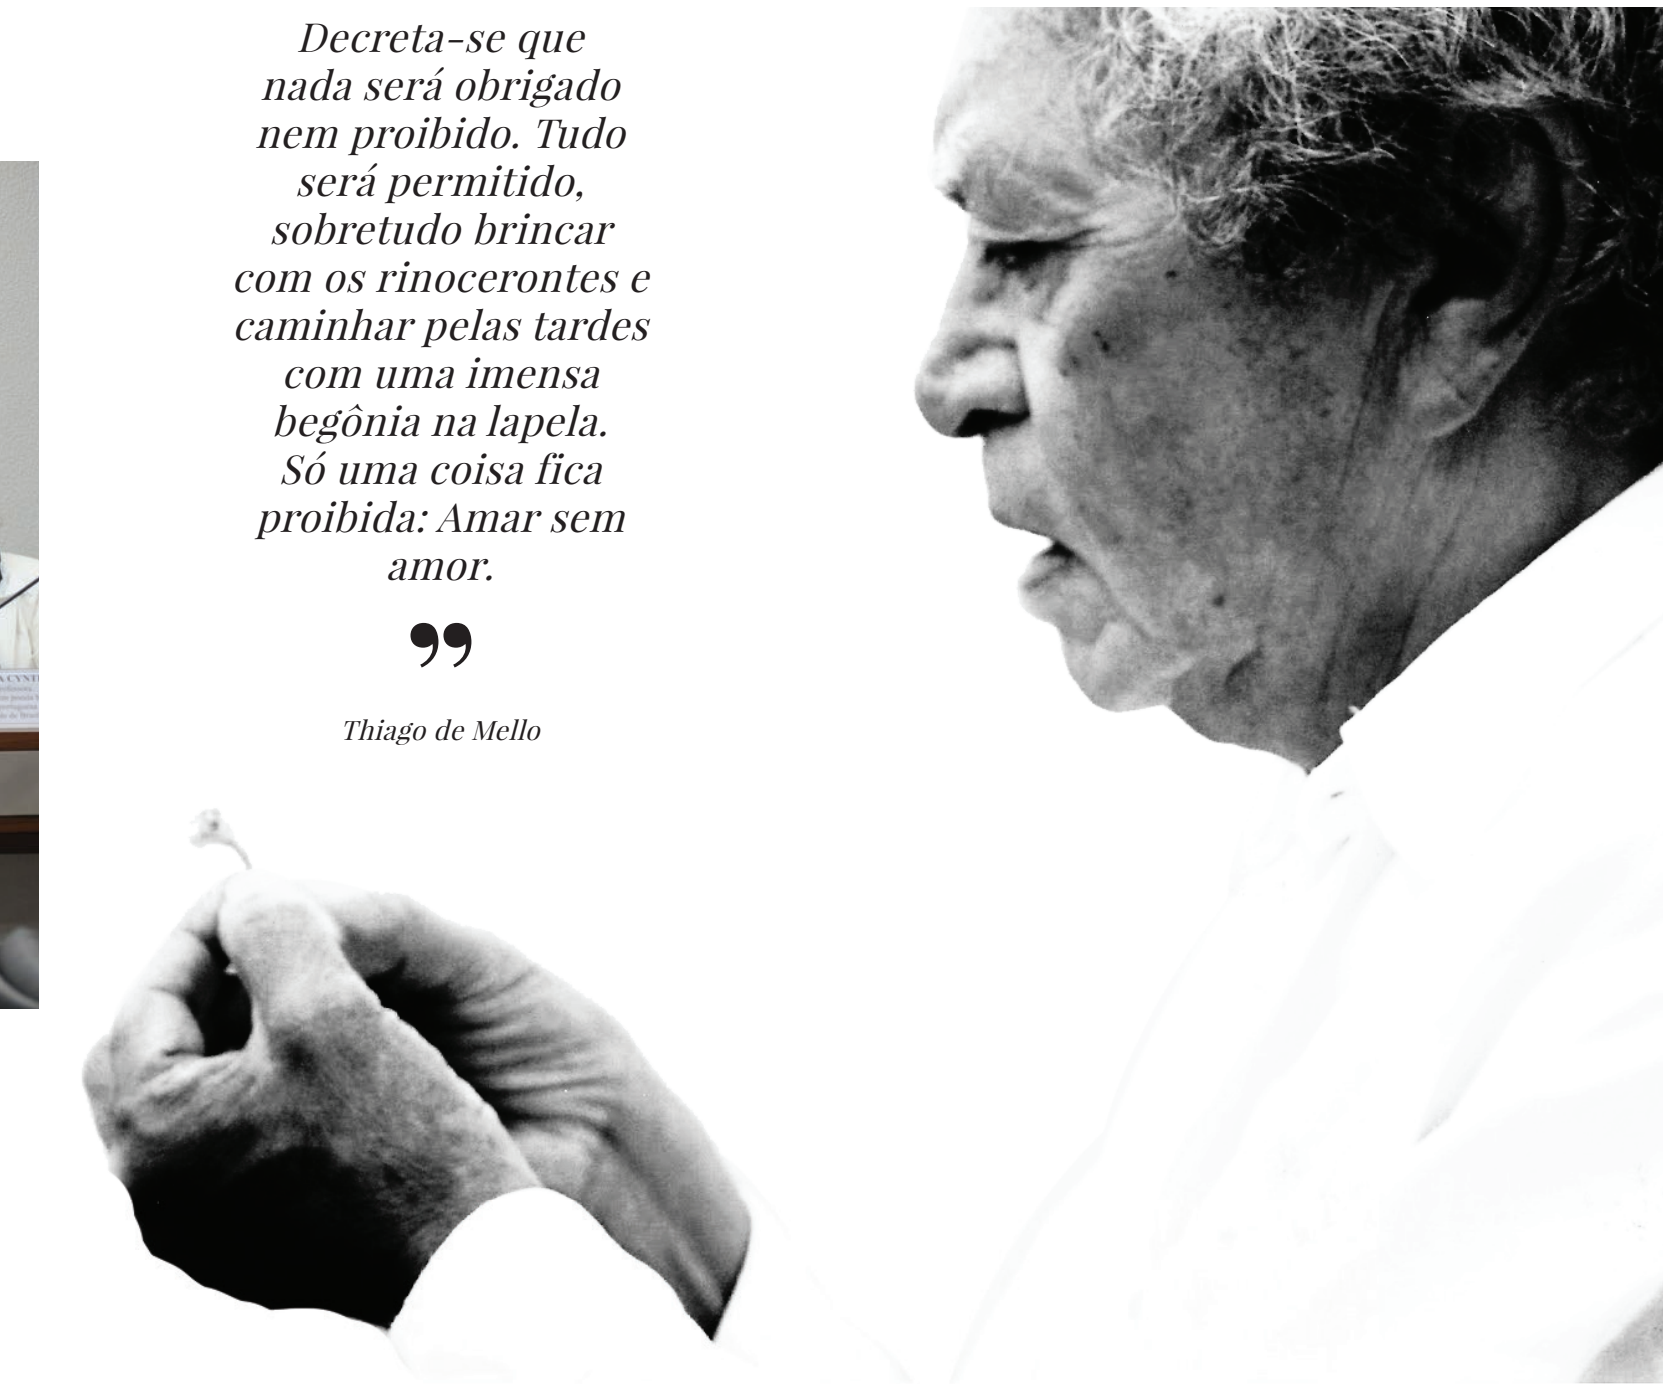 Decreta-se que
nada será obrigado
nem proibido. Tudo
será permitido,
sobretudo brincar
com os rinocerontes e
caminhar pelas tardes
com uma imensa
begônia na lapela.
Só uma coisa fica
proibida: Amar sem
amor.
”
Thiago de Mello